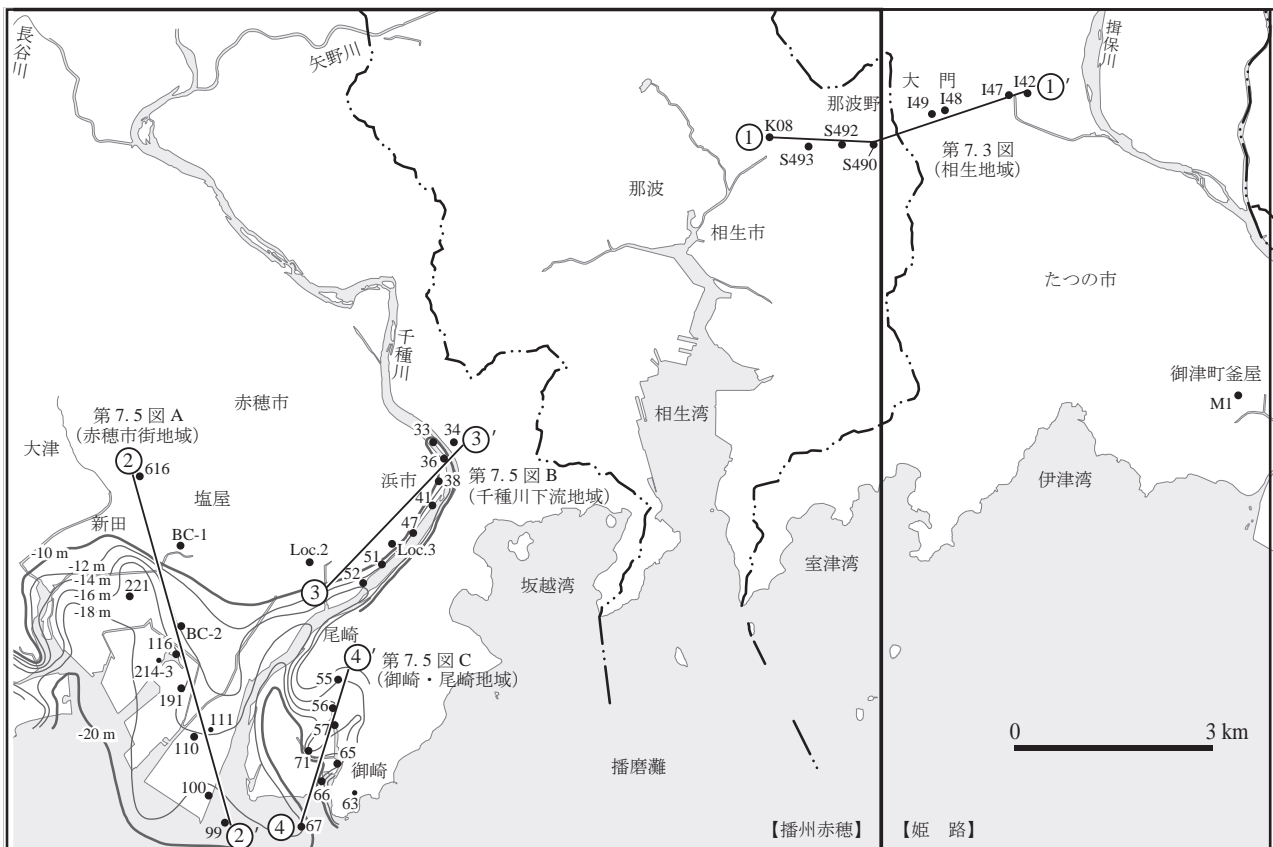 長谷川
矢野川
揖保川
大 門
那波野
I49
I48
I47
I42
①'
①
K08
S493
S492
S490
第 7.3 図
(相生地域)
那波
相生市
たつの市
千種川
御津町釜屋
M1
赤穂市
相生湾
大津
第 7.5 図 A
(赤穂市街地域)
②
616
33
34
③'
36
浜市
第 7.5 図 B
38
(千種川下流地域)
41
伊津湾
塩屋
新田
BC-1
47
Loc.3
Loc.2
51
52
③
-10 m
-12 m
-14 m
-16 m
-18 m
221
坂越湾
室津湾
BC-2
尾崎
116
214-3
④'
第 7.5 図 C
(御崎・尾崎地域)
55
191
56
57
-20 m
111
110
71
65
御崎
66
63
播磨灘
0
3 km
100
99
②'
④
67
【播州赤穂】
【姫 路】